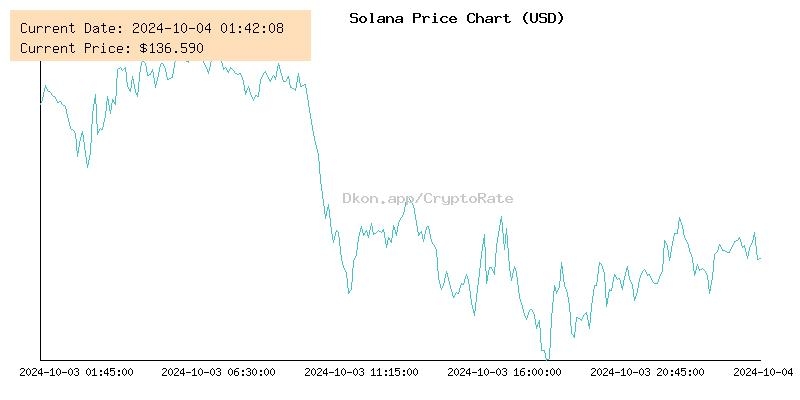 Solana Price Chart (USD)
Current Date: 2024-10-04 01:42:08
Current Price: $136.590
Dkon.app/CryptoRate
2024-10-03 01:45:00 2024-10-03 06:30:00 2024-10-03 11:15:00 2024-10-03 16:00:00 2024-10-03 20:45:00 2024-10-04